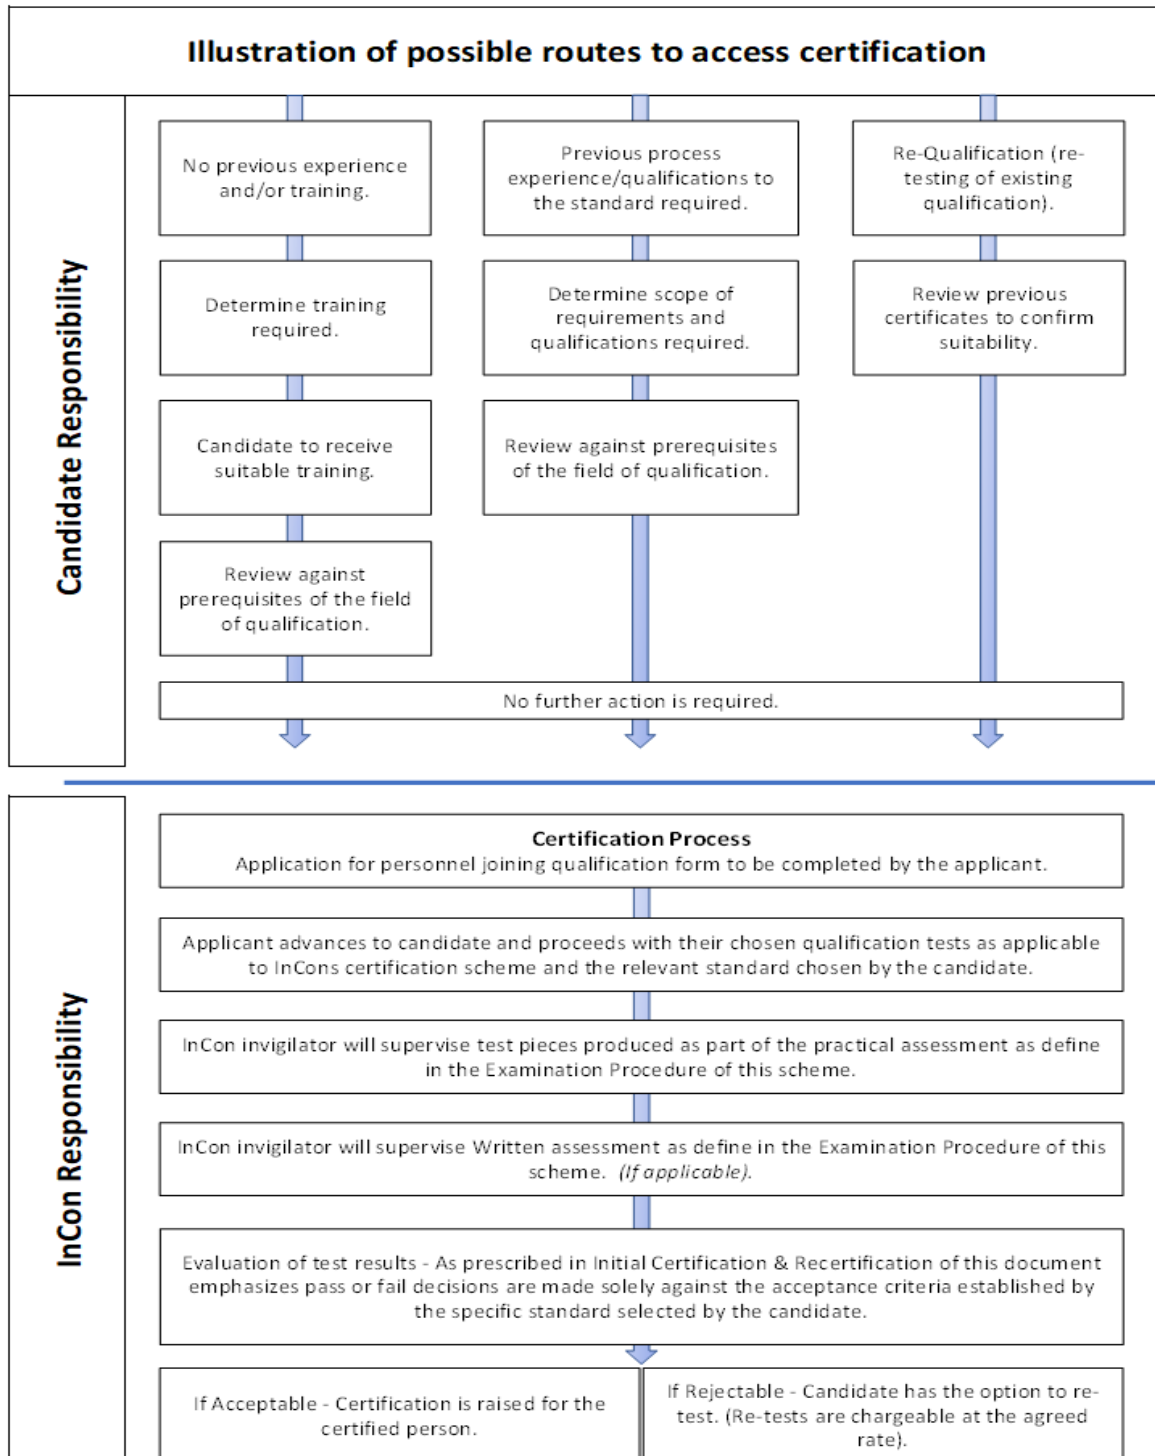 Illustration of possible routes to access certification
Candidate Responsibility
No previous experience
and/or training.
Determine training
required.
Candidate to receive
suitable training.
Review against
prerequisites of the field
of qualification.
Previous process
experience/qualifications to
the standard required.
Determine scope of
requirements and
qualifications required.
Review against prerequisites
of the field of qualification.
Re-Qualification (re-
testing of existing
qualification).
Review previous
certificates to confirm
suitability.
No further action is required.
InCon Responsibility
Certification Process
Application for personnel joining qualification form to be completed by the applicant.
Applicant advances to candidate and proceeds with their chosen qualification tests as applicable
to InCons certification scheme and the relevant standard chosen by the candidate.
InCon invigilator will supervise test pieces produced as part of the practical assessment as define
in the Examination Procedure of this scheme.
InCon invigilator will supervise Written assessment as define in the Examination Procedure of this
scheme. (If applicable).
Evaluation of test results - As prescribed in Initial Certification & Recertification of this document
emphasizes pass or fail decisions are made solely against the acceptance criteria established by
the specific standard selected by the candidate.
If Acceptable - Certification is raised for the
certified person.
If Rejectable - Candidate has the option to re-
test. (Re-tests are chargeable at the agreed
rate).